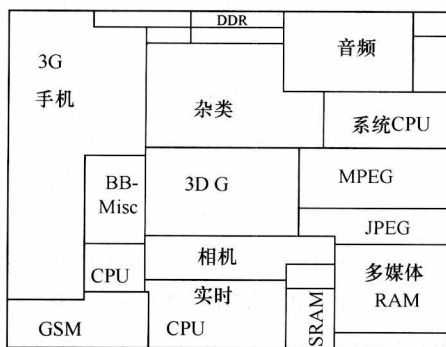 DDR
3G
手机
音频
杂类
系统CPU
BB-
Misc
3D G
MPEG
JPEG
CPU
相机
多媒体
RAM
实时
CPU
SRAM
GSM